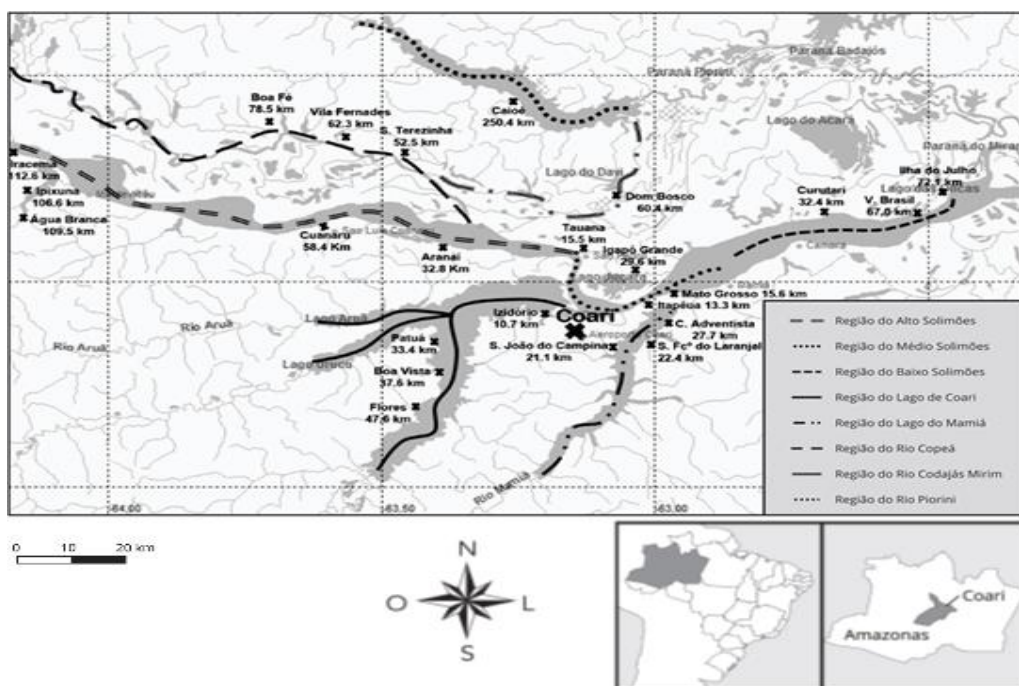 Paraná Badajós
Paraná Piorini
Boa Fé
78.5 km
Vila Fernades
62.3 km
S. Terezinha
52.5 km
Caioé
250.4 km
Lago do Acará
Paraná do Mirar
Iracema
112.6 km
Ipixuna
106.6 km
Agua Branca
109.5 km
Lago do Davi
Dom Bosco
60.4 km
Ilha do Julho
72.1 km
Curutari
32.4 km
V. Brasil
67.0 km
Cuanaru
58.4 Km
Aranai
32.8 Km
Tauana
15.5 km
Igapó Grande
29.6 km
Mato Grosso 15.6 km
Itapéua 13.3 km
Izidório
10.7 km
Coari
Lago Aruã
Rio Aruã
Rio Aruã
Lago Urucu
Patuá
33.4 km
Boa Vista
37.6 km
Flores
47.6 km
S. João do Campina
21.1 km
C. Adventista
27.7 km
S. Fcº do Laranjal
22.4 km
Rio Mamiá
-64.00
-63.50
-63.00
Região do Alto Solimões
Região do Médio Solimões
Região do Baixo Solimões
Região do Lago de Coari
Região do Lago do Mamiá
Região do Rio Copeá
Região do Rio Codajás Mirim
Região do Rio Piorini
0 10 20 km
N
O
L
S
Coari
Amazonas